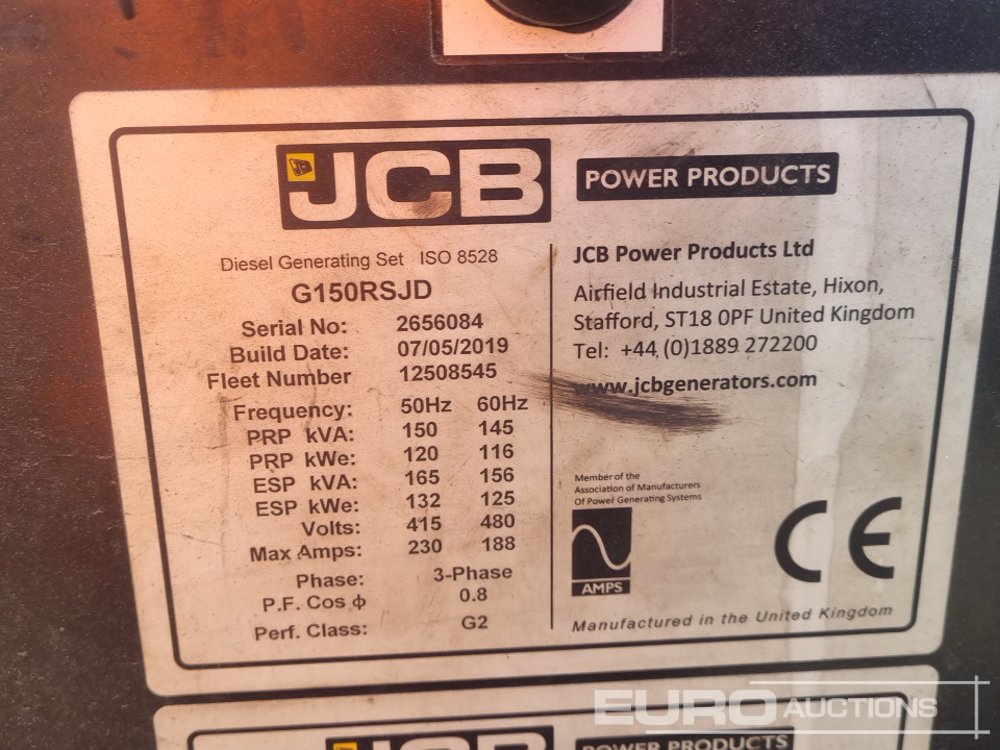 JCB
POWER PRODUCTS
Diesel Generating Set ISO 8528
G150RSJD
Serial No: 2656084
Build Date: 07/05/2019
Fleet Number 12508545
Frequency: 50Hz 60Hz
PRP kVA: 150 145
PRP kWe: 120 116
ESP kVA: 165 156
ESP kWe: 132 125
Volts: 415 480
Max Amps: 230 188
Phase: 3-Phase
P.F. Cos ϕ 0.8
Perf. Class: G2
JCB Power Products Ltd
Airfield Industrial Estate, Hixon,
Stafford, ST18 0PF United Kingdom
Tel: +44 (0)1889 272200
www.jcbgenerators.com
Member of the
Association of Manufacturers
Of Power Generating Systems
AMPS
CE
Manufactured in the United Kingdom
JCB
POWER PRODUCTS
EURO AUCTIONS